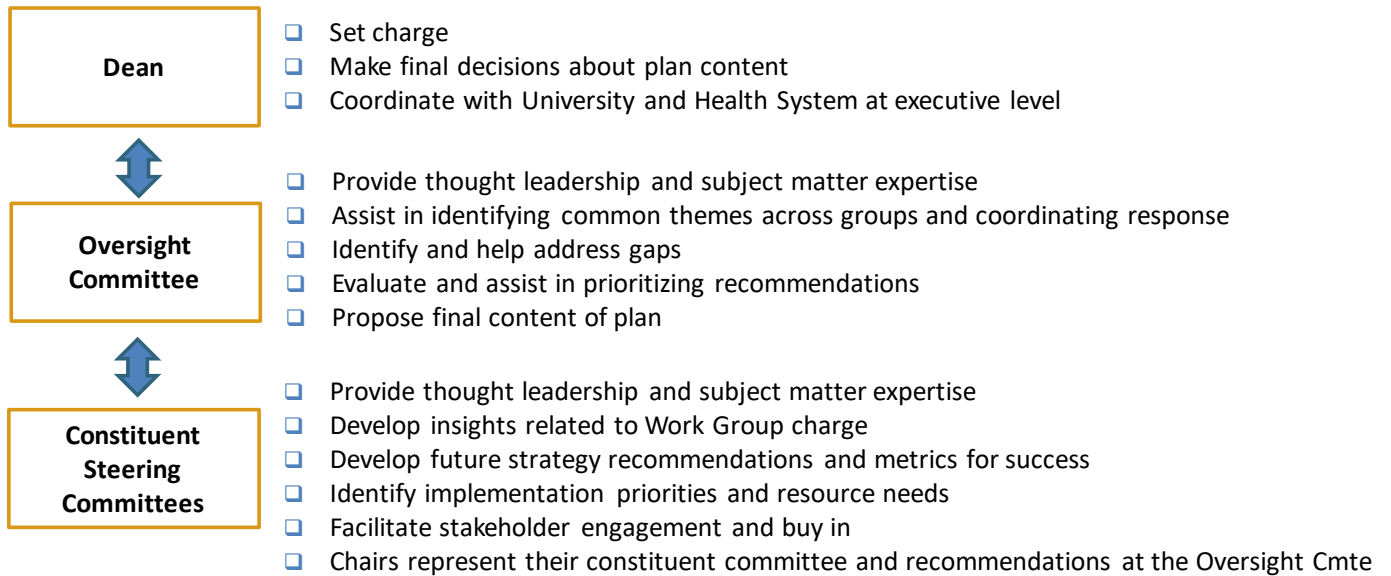 Dean
❑ Set charge
❑ Make final decisions about plan content
❑ Coordinate with University and Health System at executive level
Oversight
Committee
❑ Provide thought leadership and subject matter expertise
❑ Assist in identifying common themes across groups and coordinating response
❑ Identify and help address gaps
❑ Evaluate and assist in prioritizing recommendations
❑ Propose final content of plan
Constituent
Steering
Committees
❑ Provide thought leadership and subject matter expertise
❑ Develop insights related to Work Group charge
❑ Develop future strategy recommendations and metrics for success
❑ Identify implementation priorities and resource needs
❑ Facilitate stakeholder engagement and buy in
❑ Chairs represent their constituent committee and recommendations at the Oversight Cmte